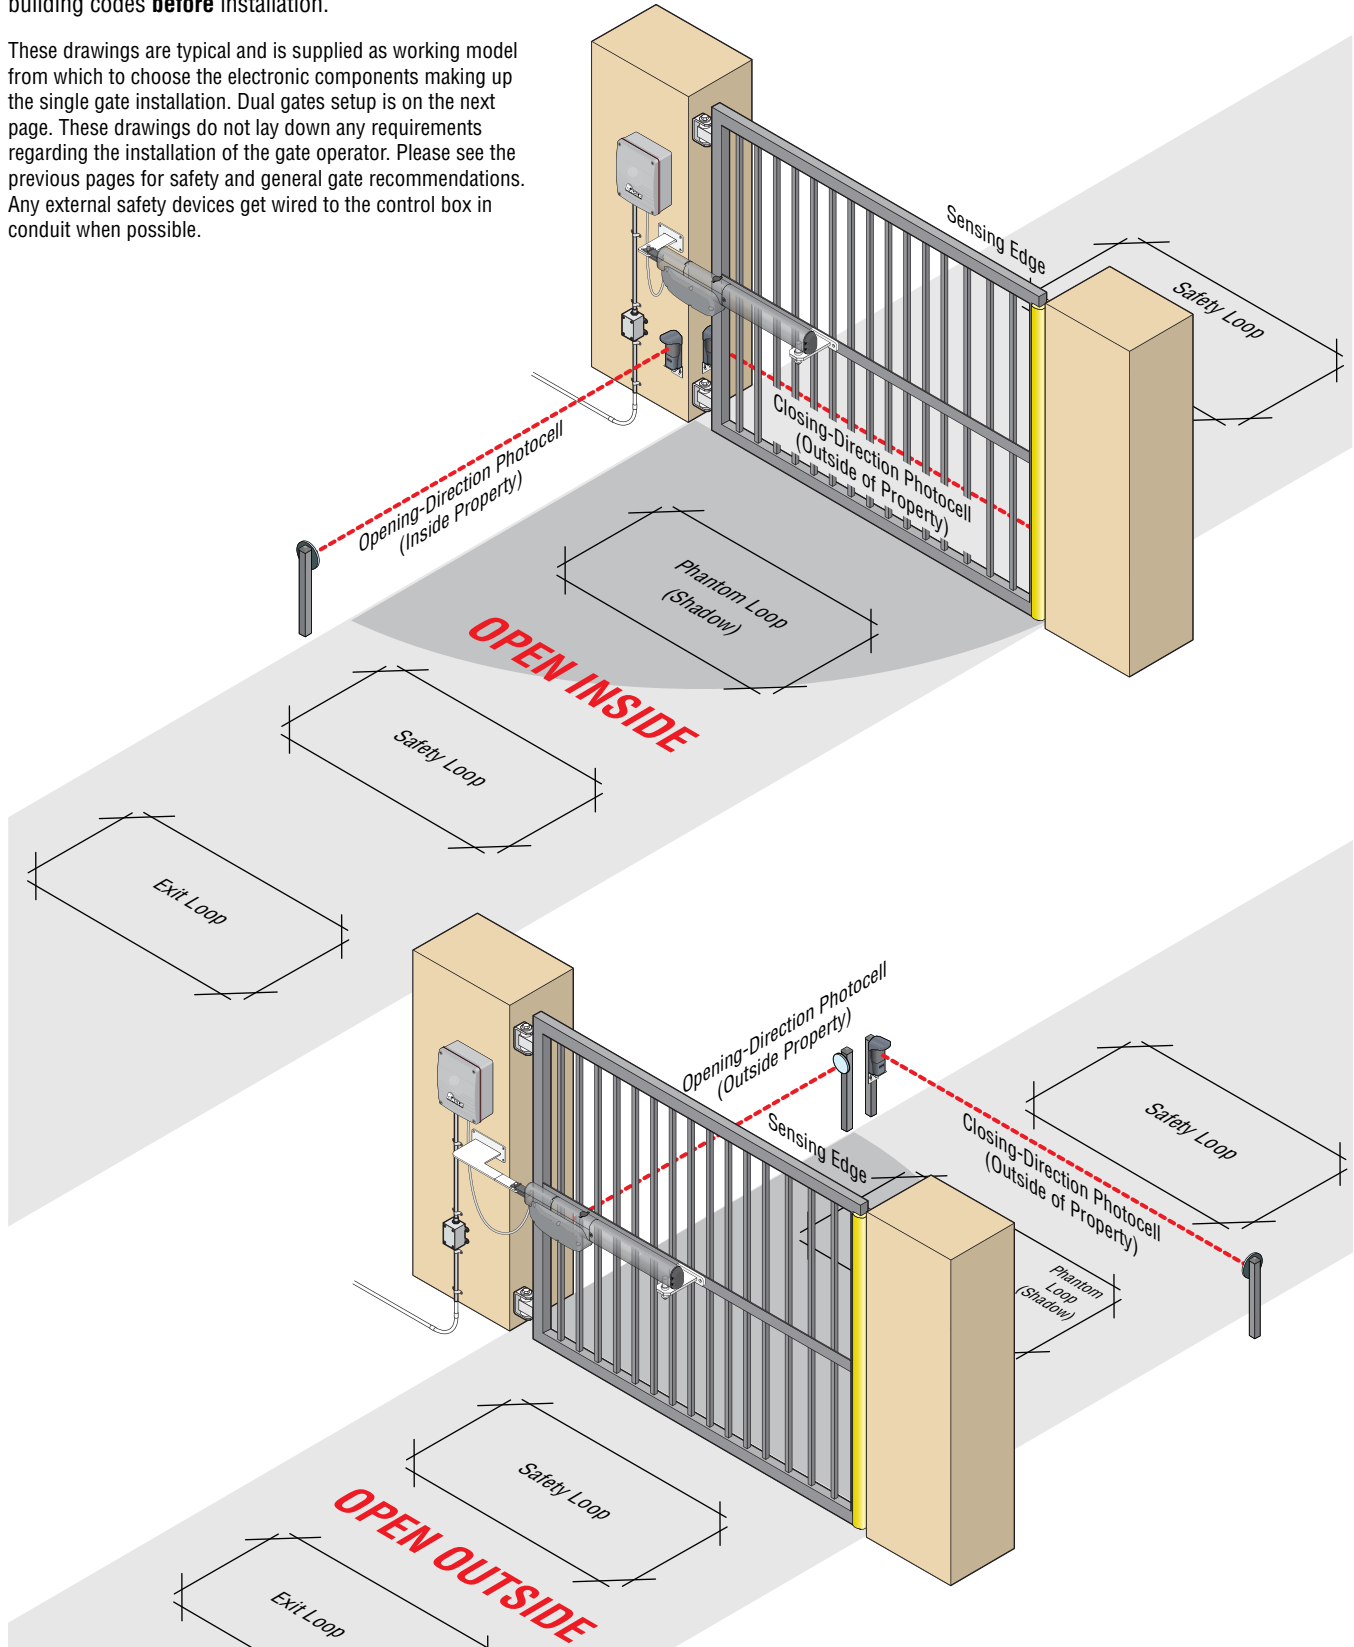 building codes before installation.
These drawings are typical and is supplied as working model
from which to choose the electronic components making up
the single gate installation. Dual gates setup is on the next
page. These drawings do not lay down any requirements
regarding the installation of the gate operator. Please see the
previous pages for safety and general gate recommendations.
Any external safety devices get wired to the control box in
conduit when possible.
Sensing Edge
Safety Loop
Closing-Direction Photocell
(Outside of Property)
Opening-Direction Photocell
(Inside Property)
Phantom Loop
(Shadow)
OPEN INSIDE
Safety Loop
Exit Loop
Opening-Direction Photocell
(Outside Property)
Sensing Edge
Safety Loop
Closing-Direction Photocell
(Outside of Property)
Phantom
Loop
(Shadow)
Safety Loop
OPEN OUTSIDE
Exit Loop